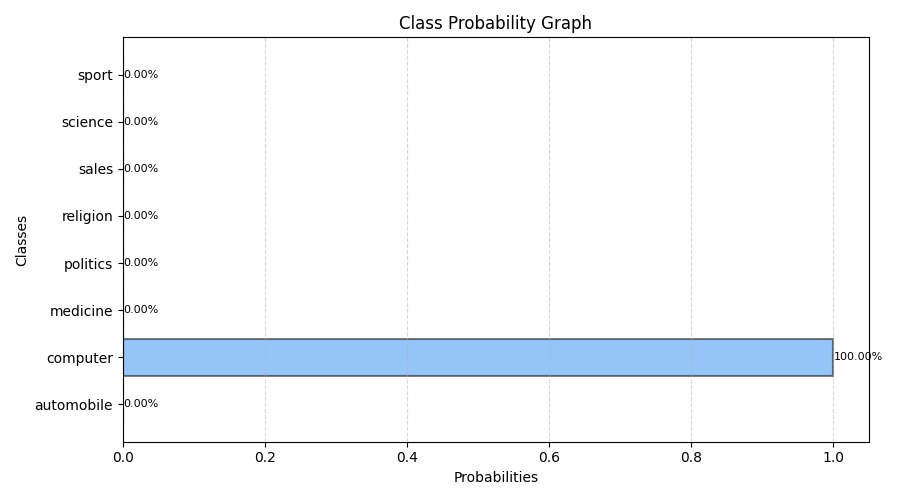 Class Probability Graph
Classes
sport 0.00%
science 0.00%
sales 0.00%
religion 0.00%
politics 0.00%
medicine 0.00%
computer 100.00%
automobile 0.00%
0.0 0.2 0.4 0.6 0.8 1.0
Probabilities